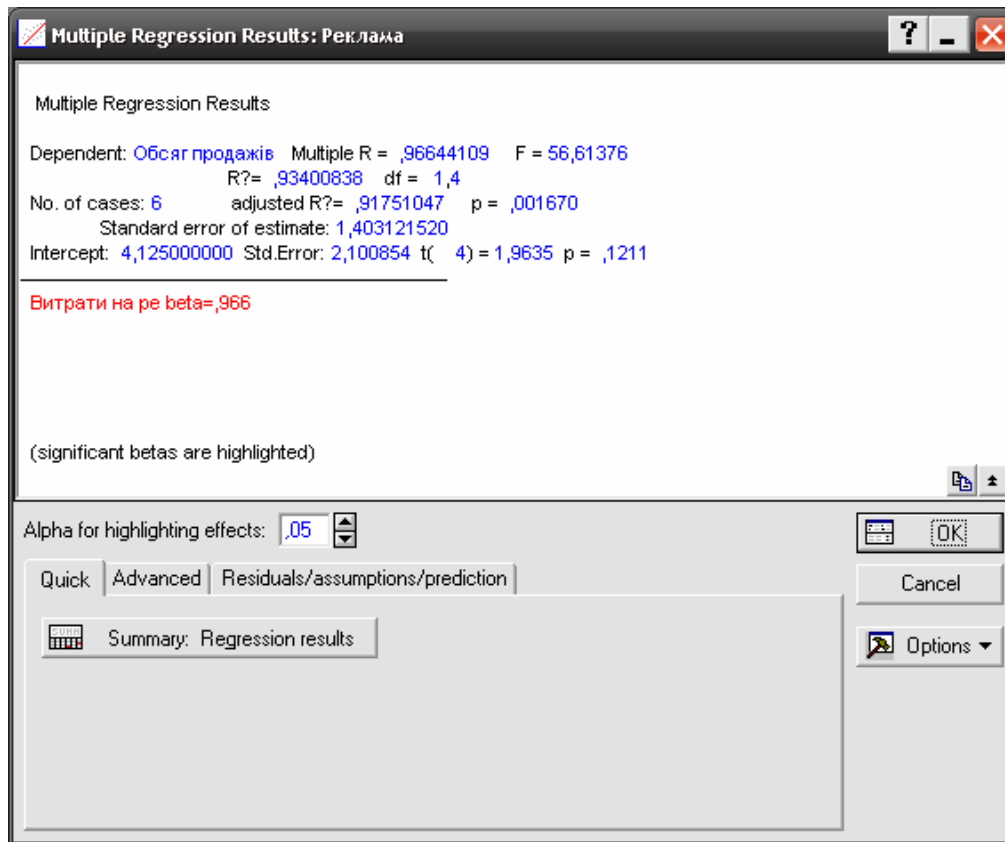 Multiple Regression Results: Реклама
?
Multiple Regression Results
Dependent: Обсяг продажів Multiple R = ,96644109 F = 56,61376
R?= ,93400838 df = 1,4
No. of cases: 6 adjusted R?= ,91751047 p = ,001670
Standard error of estimate: 1,403121520
Intercept: 4,125000000 Std.Error: 2,100854 t( 4) = 1,9635 p = ,1211
Витрати на ре beta=,966
(significant betas are highlighted)
Alpha for highlighting effects: ,05
OK
Quick Advanced Residuals/assumptions/prediction
Cancel
SUMM Summary: Regression results
Options